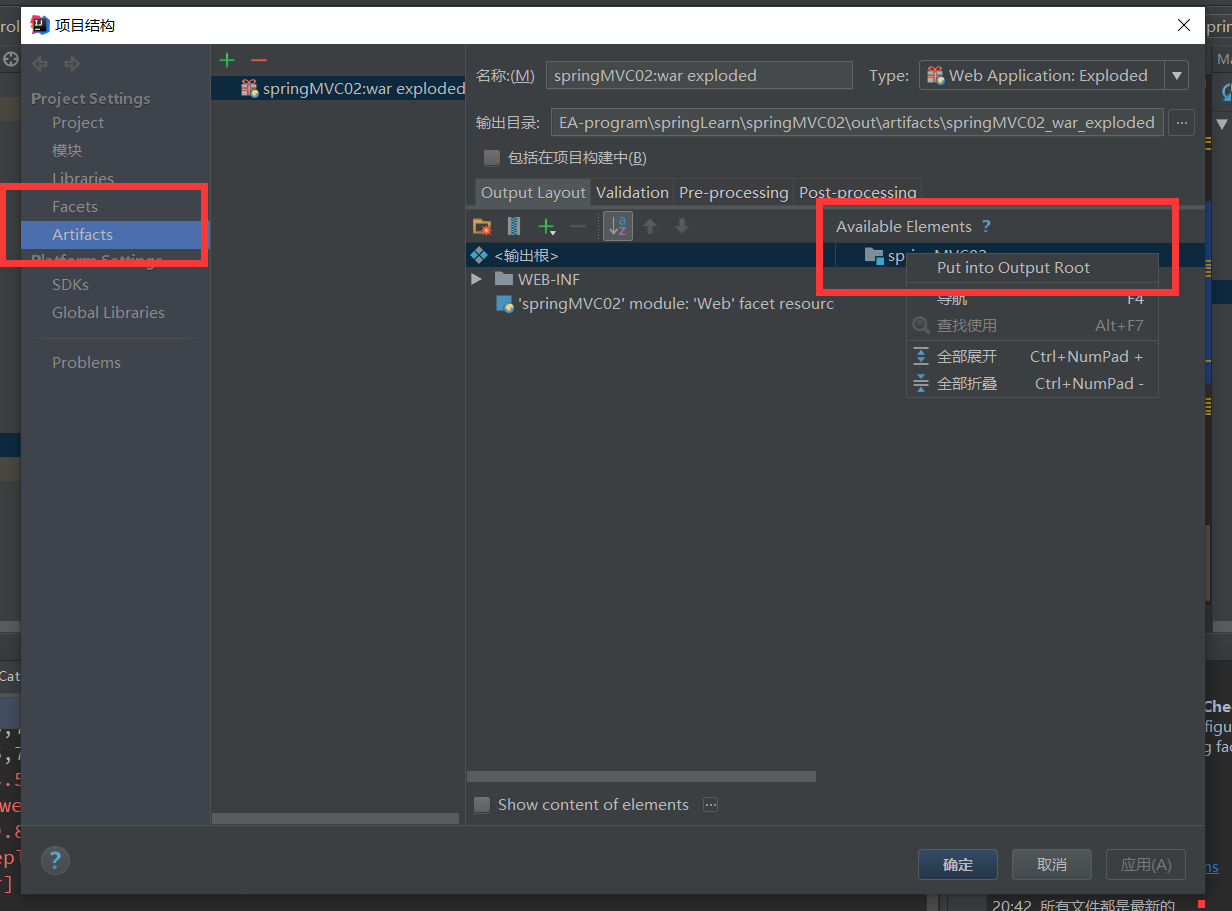 项目结构
Project Settings
Project
模块
Libraries
Facets
Artifacts
Platform Settings
SDKs
Global Libraries
Problems
springMVC02:war exploded
名称:(M) springMVC02:war exploded Type: Web Application: Exploded
输出目录: EA-program\springLearn\springMVC02\out\artifacts\springMVC02_war_exploded ...
包括在项目构建中(B)
Output Layout Validation Pre-processing Post-processing
Available Elements ?
<输出根>
WEB-INF
'springMVC02' module: 'Web' facet resourc
springMVC02
Put into Output Root
导航 F4
查找使用 Alt+F7
全部展开 Ctrl+NumPad +
全部折叠 Ctrl+NumPad -
Show content of elements ...
? 确定 取消 应用(A)
Cat
Che
figu
g fac
ns
20:42 所有文件都是最新的